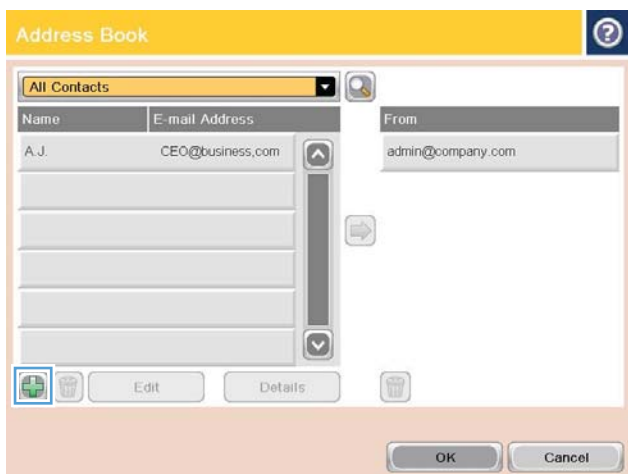 Address Book
?
All Contacts
Name E-mail Address From
A.J. CEO@business,com admin@company.com
Edit Details
OK Cancel